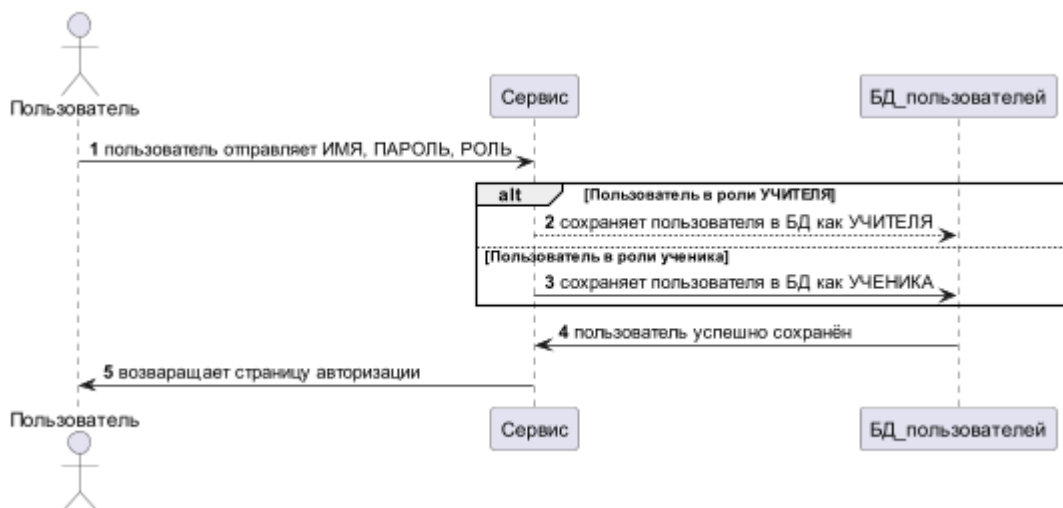 Пользователь
Сервис
БД_пользователей
1 пользователь отправляет ИМЯ, ПАРОЛЬ, РОЛЬ
alt [Пользователь в роли УЧИТЕЛЯ]
2 сохраняет пользователя в БД как УЧИТЕЛЯ
[Пользователь в роли ученика]
3 сохраняет пользователя в БД как УЧЕНИКА
4 пользователь успешно сохранён
5 возваращает страницу авторизации
Пользователь
Сервис
БД_пользователей